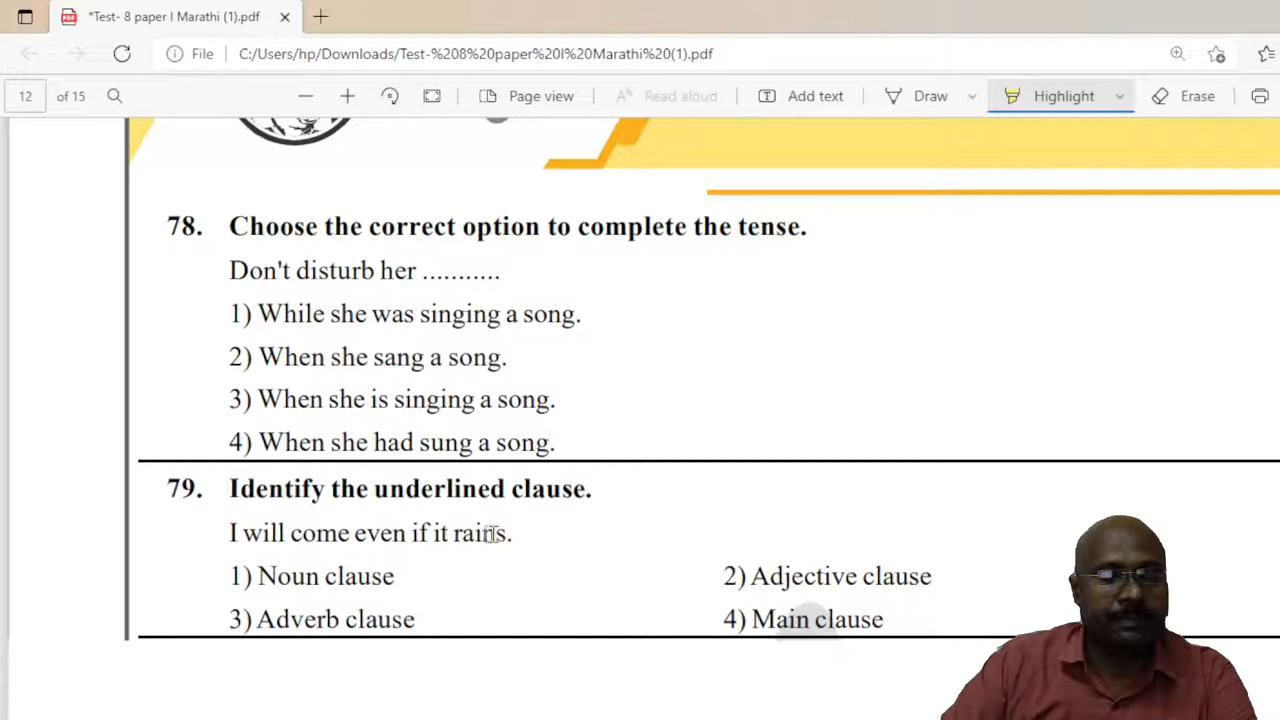 *Test- 8 paper I Marathi (1).pdf
File C:/Users/hp/Downloads/Test-%208%20paper%20I%20Marathi%20(1).pdf
12 of 15 Page view Read aloud Add text Draw Highlight Erase
78. Choose the correct option to complete the tense.
Don't disturb her ...........
1) While she was singing a song.
2) When she sang a song.
3) When she is singing a song.
4) When she had sung a song.
79. Identify the underlined clause.
I will come even if it rains.
1) Noun clause 2) Adjective clause
3) Adverb clause 4) Main clause